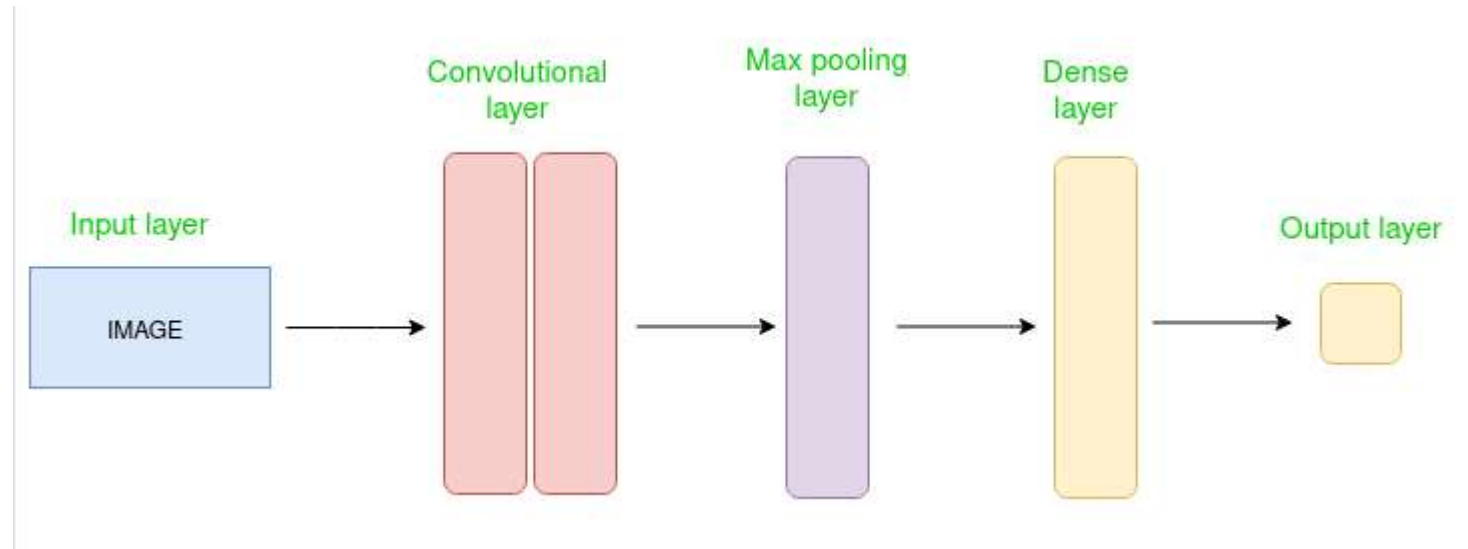 Input layer
IMAGE
Convolutional
layer
Max pooling
layer
Dense
layer
Output layer